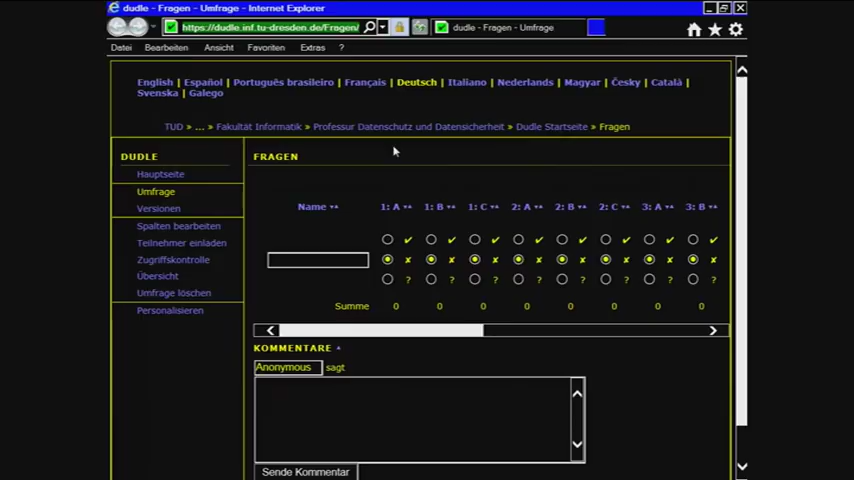 dudle - Fragen - Umfrage - Internet Explorer
https://dudle.inf.tu-dresden.de/Fragen/
dudle - Fragen - Umfrage
Datei Bearbeiten Ansicht Favoriten Extras ?
English | Español | Português brasileiro | Français | Deutsch | Italiano | Nederlands | Magyar | Česky | Català |
Svenska | Galego
TUD » ... » Fakultät Informatik » Professur Datenschutz und Datensicherheit » Dudle Startseite » Fragen
DUDLE
Hauptseite
Umfrage
Versionen
Spalten bearbeiten
Teilnehmer einladen
Zugriffskontrolle
Übersicht
Umfrage löschen
Personalisieren
FRAGEN
Name ▾▴ 1: A ▾▴ 1: B ▾▴ 1: C ▾▴ 2: A ▾▴ 2: B ▾▴ 2: C ▾▴ 3: A ▾▴ 3: B ▾▴
✔ ✔ ✔ ✔ ✔ ✔ ✔ ✔
✘ ✘ ✘ ✘ ✘ ✘ ✘ ✘
? ? ? ? ? ? ? ?
Summe 0 0 0 0 0 0 0 0
KOMMENTARE ▴
Anonymous sagt
Sende Kommentar